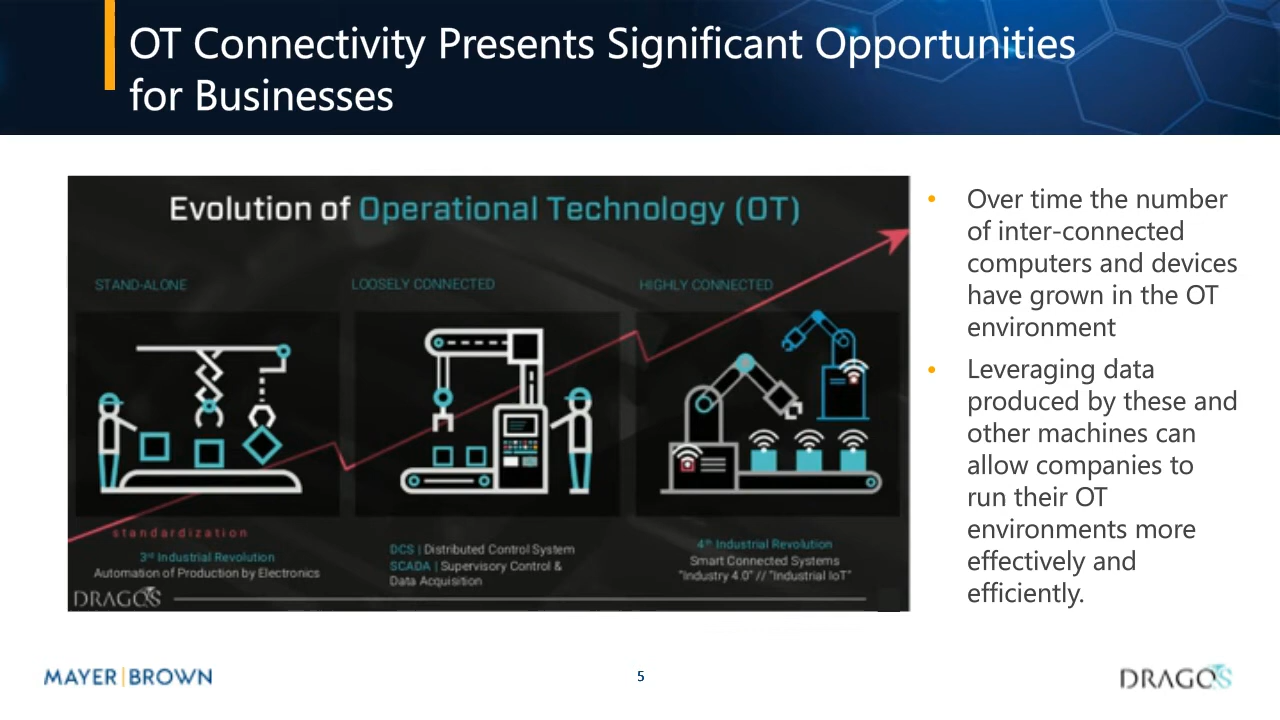 OT Connectivity Presents Significant Opportunities
for Businesses
Evolution of Operational Technology (OT)
STAND-ALONE
LOOSELY CONNECTED
HIGHLY CONNECTED
standardization
3rd Industrial Revolution
Automation of Production by Electronics
DCS | Distributed Control System
SCADA | Supervisory Control &
Data Acquisition
4th Industrial Revolution
Smart Connected Systems
"Industry 4.0" // "Industrial IoT"
DRAGOS
• Over time the number
of inter-connected
computers and devices
have grown in the OT
environment
• Leveraging data
produced by these and
other machines can
allow companies to
run their OT
environments more
effectively and
efficiently.
MAYER|BROWN
5
DRAGOS